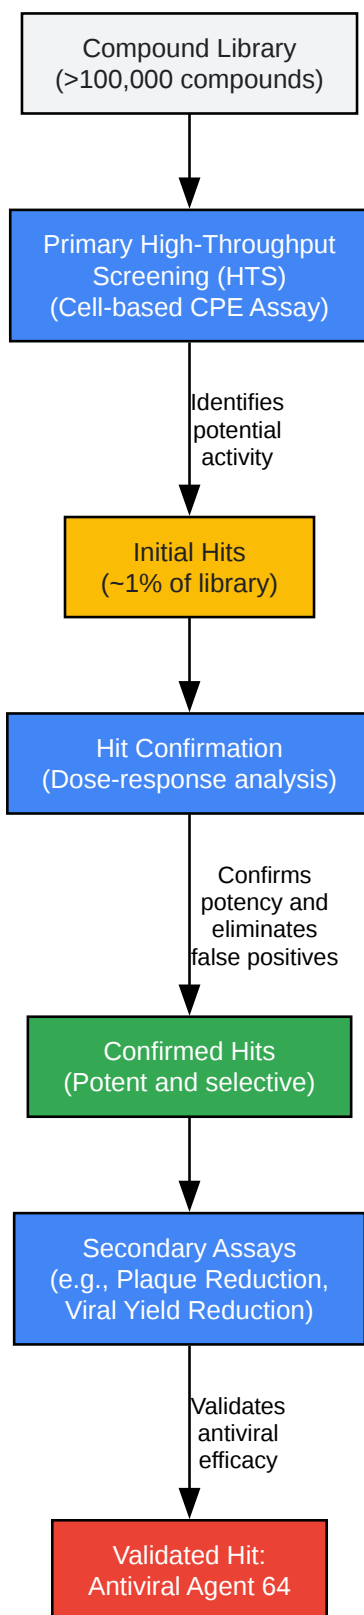 Compound Library
(>100,000 compounds)
Primary High-Throughput
Screening (HTS)
(Cell-based CPE Assay)
Identifies
potential
activity
Initial Hits
(~1% of library)
Hit Confirmation
(Dose-response analysis)
Confirms
potency and
eliminates
false positives
Confirmed Hits
(Potent and selective)
Secondary Assays
(e.g., Plaque Reduction,
Viral Yield Reduction)
Validates
antiviral
efficacy
Validated Hit:
Antiviral Agent 64